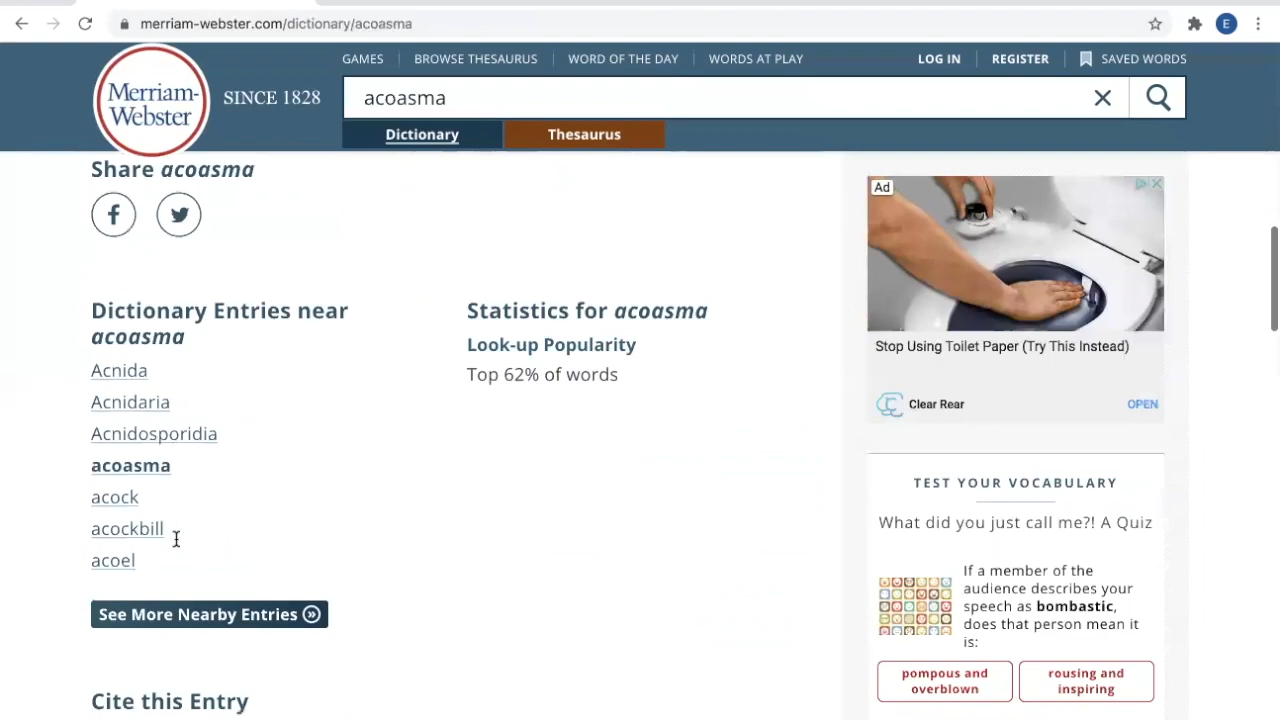 merriam-webster.com/dictionary/acoasma
E
GAMES
BROWSE THESAURUS
WORD OF THE DAY
WORDS AT PLAY
LOG IN
REGISTER
SAVED WORDS
Merriam-
Webster
SINCE 1828
acoasma
Dictionary
Thesaurus
Share acoasma
Dictionary Entries near
acoasma
Acnida
Acnidaria
Acnidosporidia
acoasma
acock
acockbill
acoel
See More Nearby Entries
Statistics for acoasma
Look-up Popularity
Top 62% of words
Cite this Entry
Ad
Stop Using Toilet Paper (Try This Instead)
Clear Rear
OPEN
TEST YOUR VOCABULARY
What did you just call me?! A Quiz
If a member of the
audience describes your
speech as bombastic,
does that person mean it
is:
pompous and
overblown
rousing and
inspiring